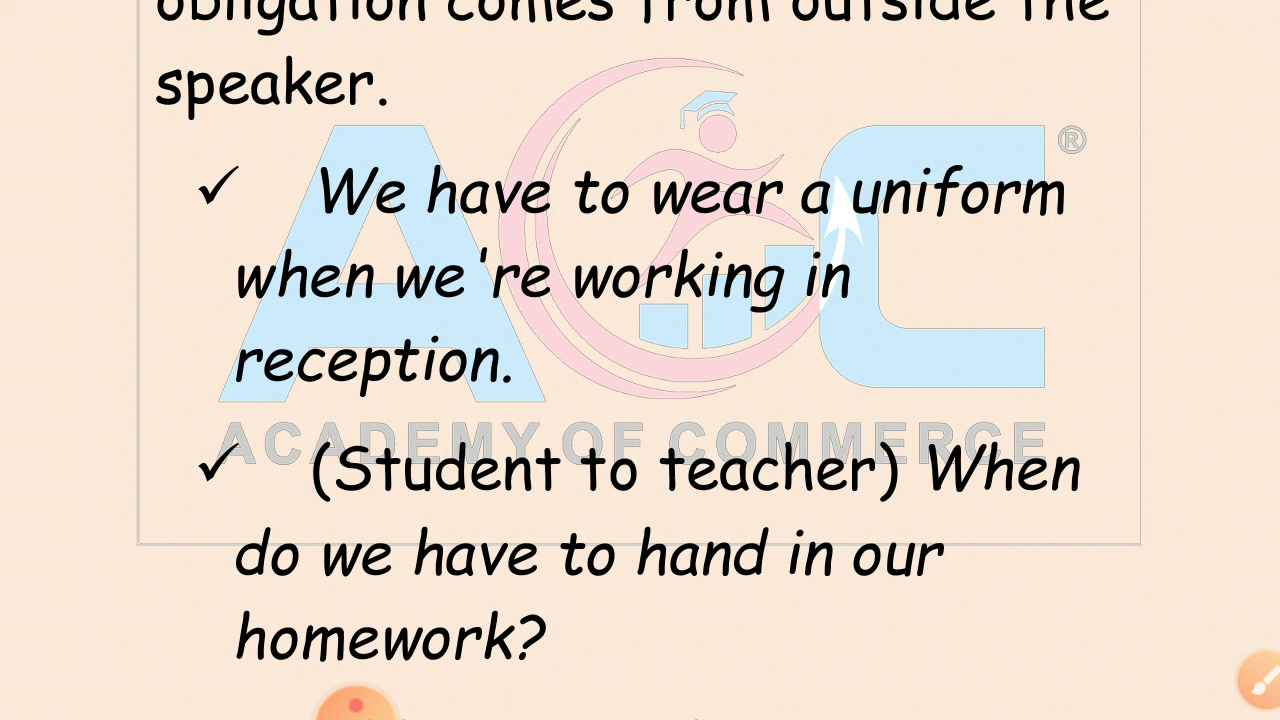 obligation comes from outside the
speaker.
✓ We have to wear a uniform
when we're working in
reception.
✓ (Student to teacher) When
do we have to hand in our
homework?
AOC ®
ACADEMY OF COMMERCE